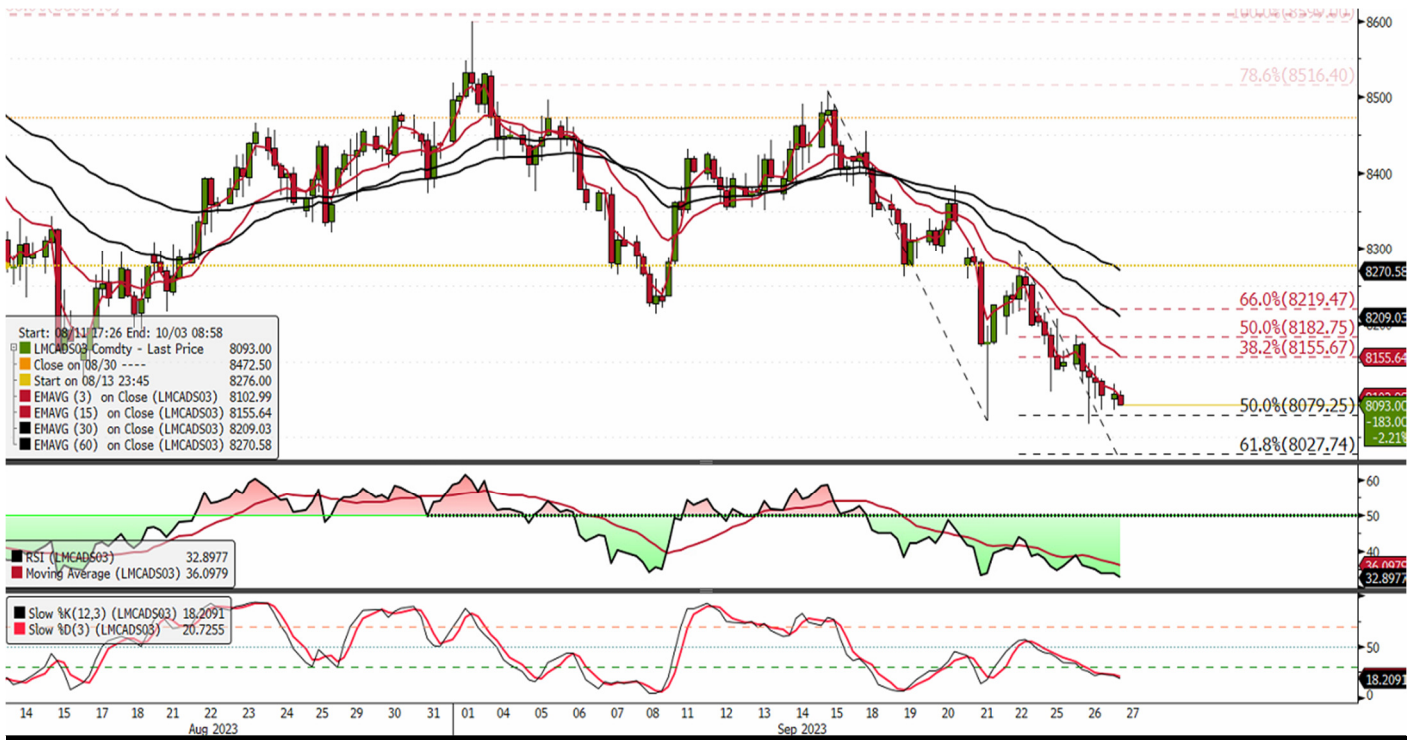 100.0%(8599.00)
8600
78.6%(8516.40)
8500
8400
8300
8270.58
66.0%(8219.47)
8209.03
8200
50.0%(8182.75)
38.2%(8155.67)
8155.64
50.0%(8079.25)
8093.00
-183.00
-2.21%
61.8%(8027.74)
Start: 08/11 17:26 End: 10/03 08:58
LMCADS03 Comdty - Last Price 8093.00
Close on 08/30 ---- 8472.50
Start on 08/13 23:45 8276.00
EMAVG (3) on Close (LMCADS03) 8102.99
EMAVG (15) on Close (LMCADS03) 8155.64
EMAVG (30) on Close (LMCADS03) 8209.03
EMAVG (60) on Close (LMCADS03) 8270.58
60
50
40
36.0979
32.8977
RSI (LMCADS03) 32.8977
Moving Average (LMCADS03) 36.0979
Slow %K(12,3) (LMCADS03) 18.2091
Slow %D(3) (LMCADS03) 20.7255
50
18.2091
0
14 15 17 18 21 22 23 24 25 28 29 30 31 01 04 05 06 07 08 11 12 13 14 15 18 19 20 21 22 25 26 27
Aug 2023 Sep 2023